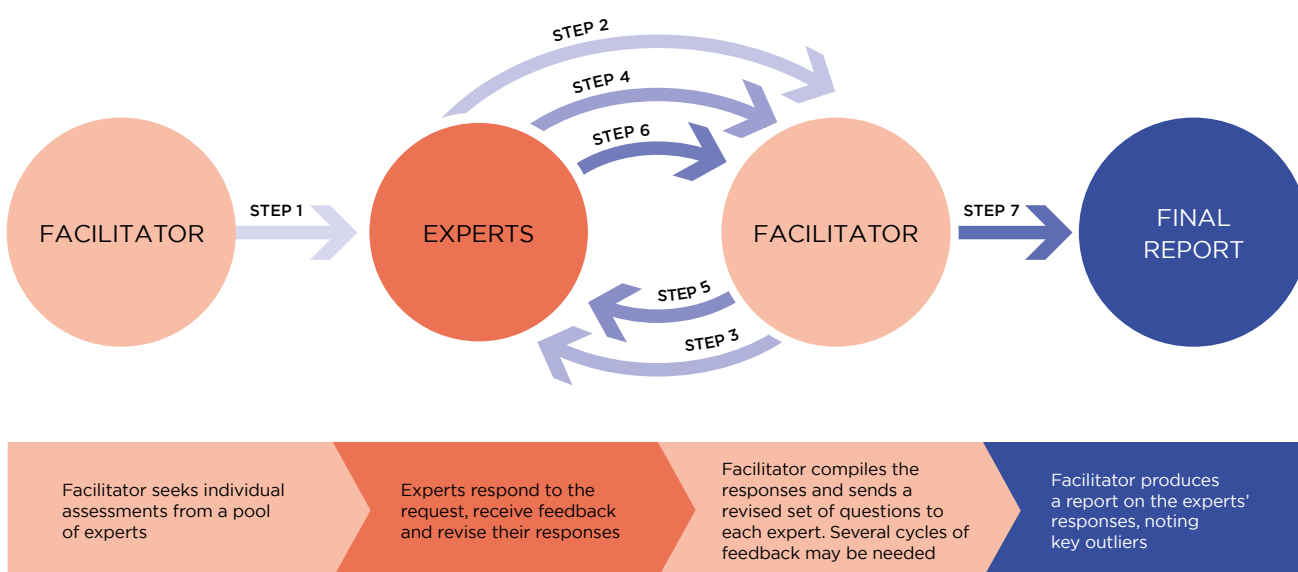 STEP 2
STEP 4
STEP 6
FACILITATOR
STEP 1
EXPERTS
FACILITATOR
STEP 7
FINAL
REPORT
STEP 5
STEP 3
Facilitator seeks individual
assessments from a pool
of experts
Experts respond to the
request, receive feedback
and revise their responses
Facilitator compiles the
responses and sends a
revised set of questions to
each expert. Several cycles of
feedback may be needed
Facilitator produces
a report on the experts’
responses, noting
key outliers